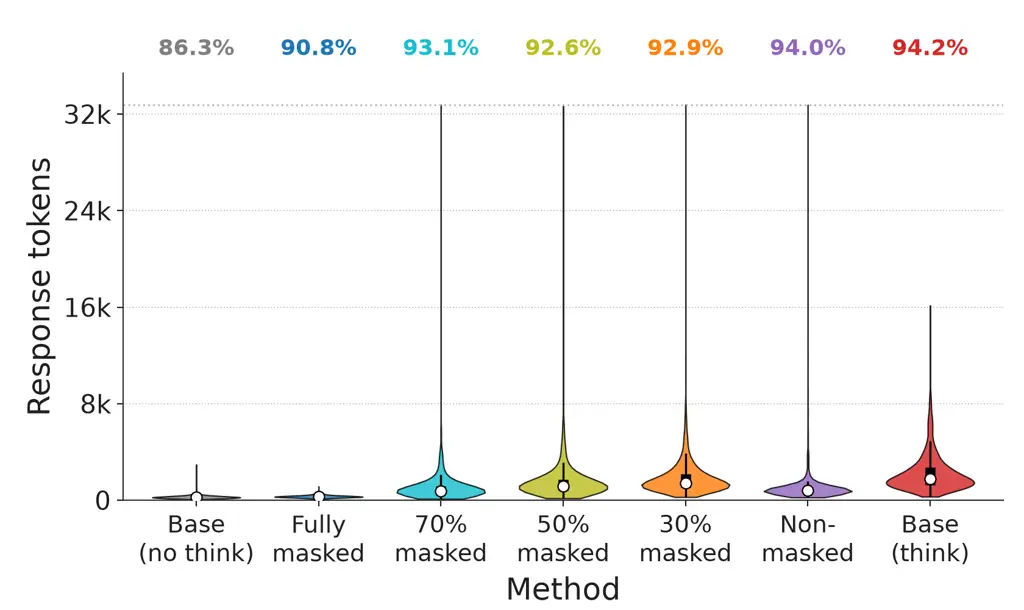 86.3% 90.8% 93.1% 92.6% 92.9% 94.0% 94.2%
Response tokens
32k
24k
16k
8k
0
Base Fully 70% 50% 30% Non- Base
(no think) masked masked masked masked masked (think)
Method